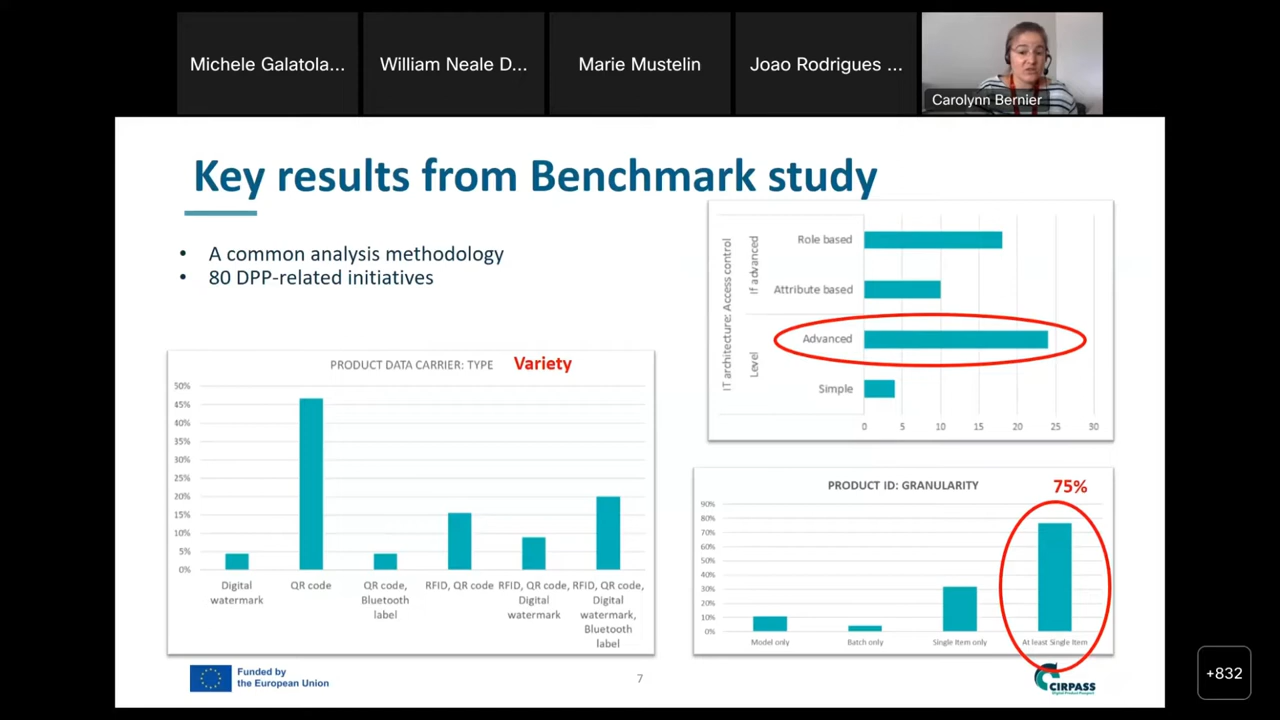 Michele Galatola...
William Neale D...
Marie Mustelin
Joao Rodrigues ...
Carolynn Bernier
Key results from Benchmark study
• A common analysis methodology
• 80 DPP-related initiatives
IT architecture: Access control
If advanced
Level
Role based
Attribute based
Advanced
Simple
0 5 10 15 20 25 30
PRODUCT DATA CARRIER: TYPE Variety
50%
45%
40%
35%
30%
25%
20%
15%
10%
5%
0%
Digital
watermark
QR code
QR code,
Bluetooth
label
RFID, QR code
RFID, QR code,
Digital
watermark
RFID, QR code,
Digital
watermark,
Bluetooth
label
PRODUCT ID: GRANULARITY 75%
90%
80%
70%
60%
50%
40%
30%
20%
10%
0%
Model only
Batch only
Single Item only
At least Single Item
Funded by
the European Union
7
CIRPASS
Digital Product Passport
+832